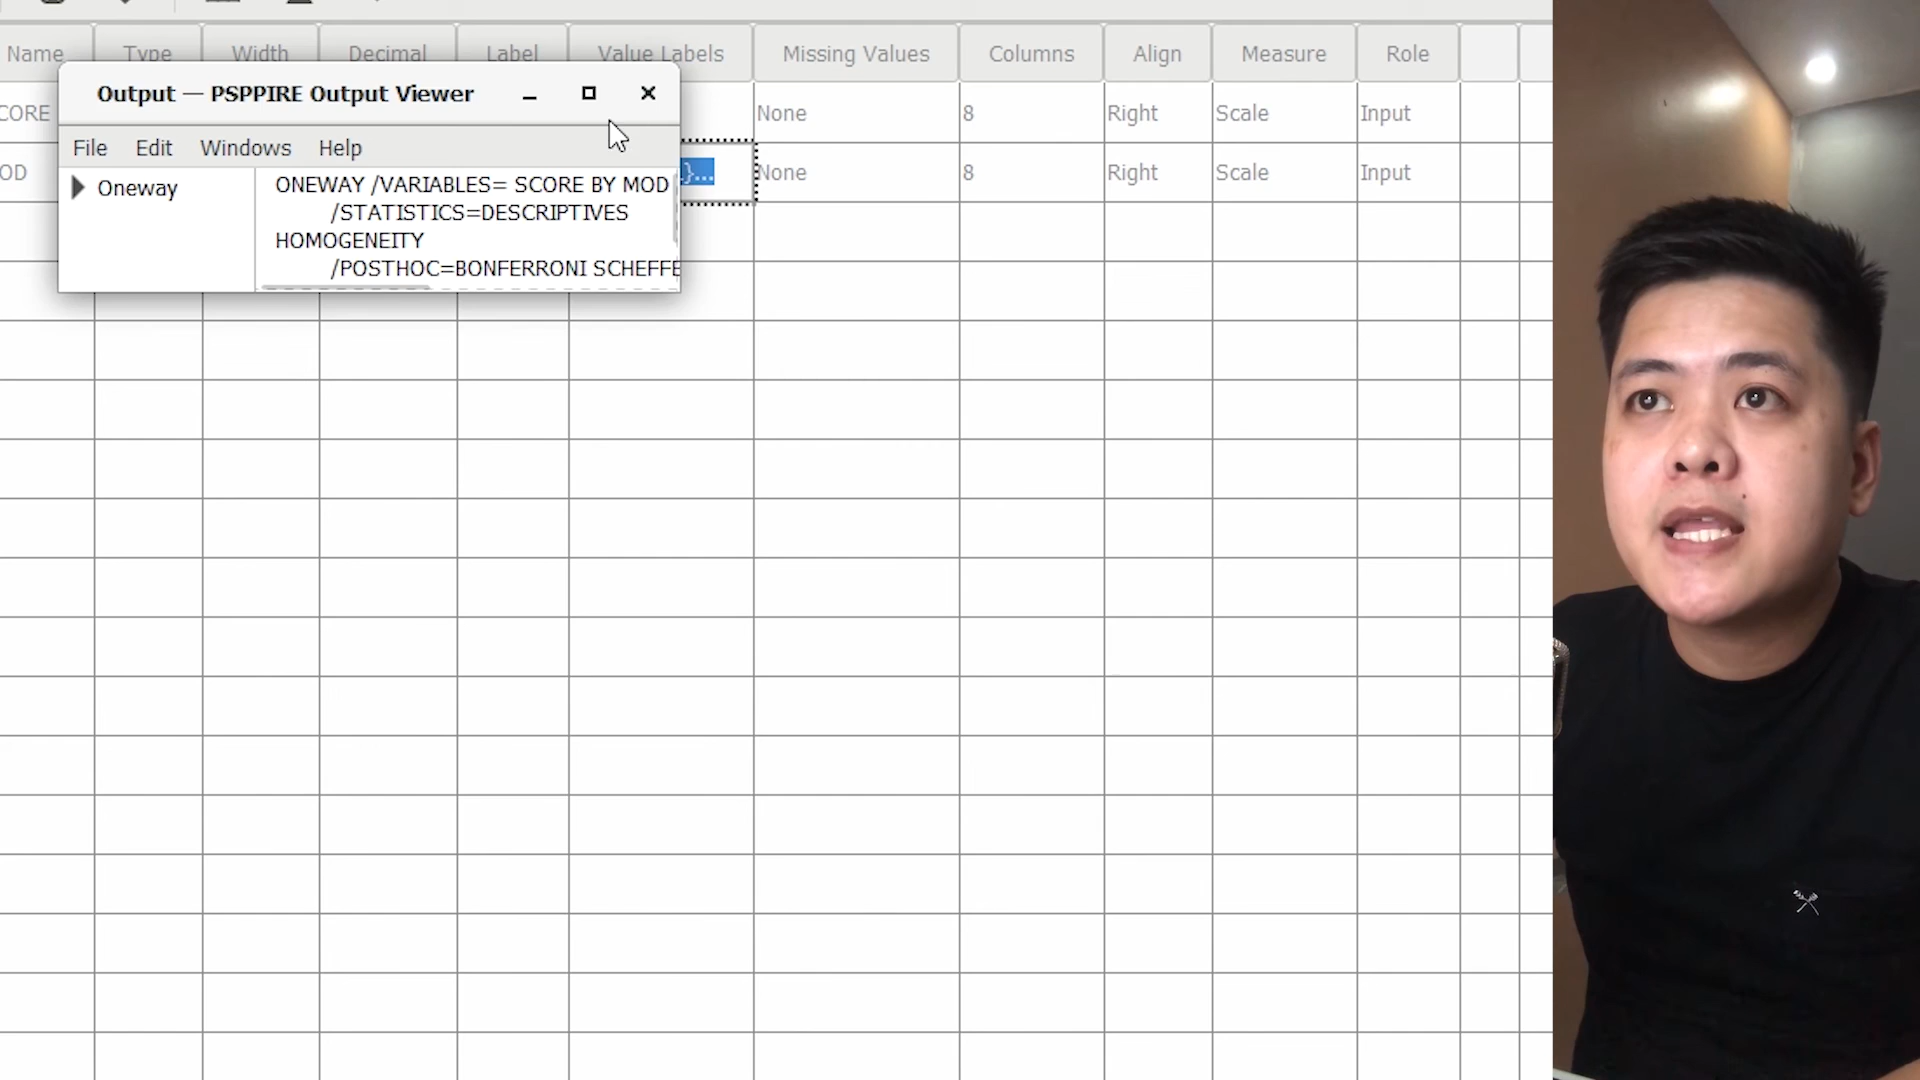 Name Type Width Decimal Label Value Labels Missing Values Columns Align Measure Role
Output — PSPPIRE Output Viewer
CORE None 8 Right Scale Input
File Edit Windows Help
OD }... None 8 Right Scale Input
Oneway
ONEWAY /VARIABLES= SCORE BY MOD
/STATISTICS=DESCRIPTIVES
HOMOGENEITY
/POSTHOC=BONFERRONI SCHEFFE